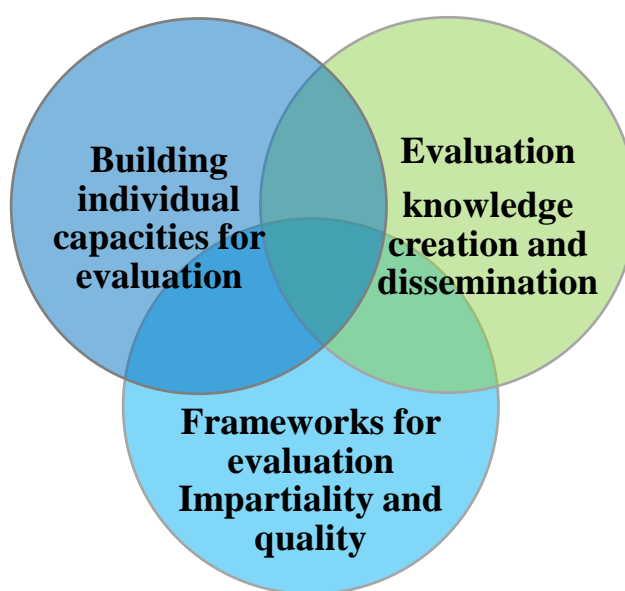 Building
individual
capacities for
evaluation
Evaluation
knowledge
creation and
dissemination
Frameworks for
evaluation
Impartiality and
quality